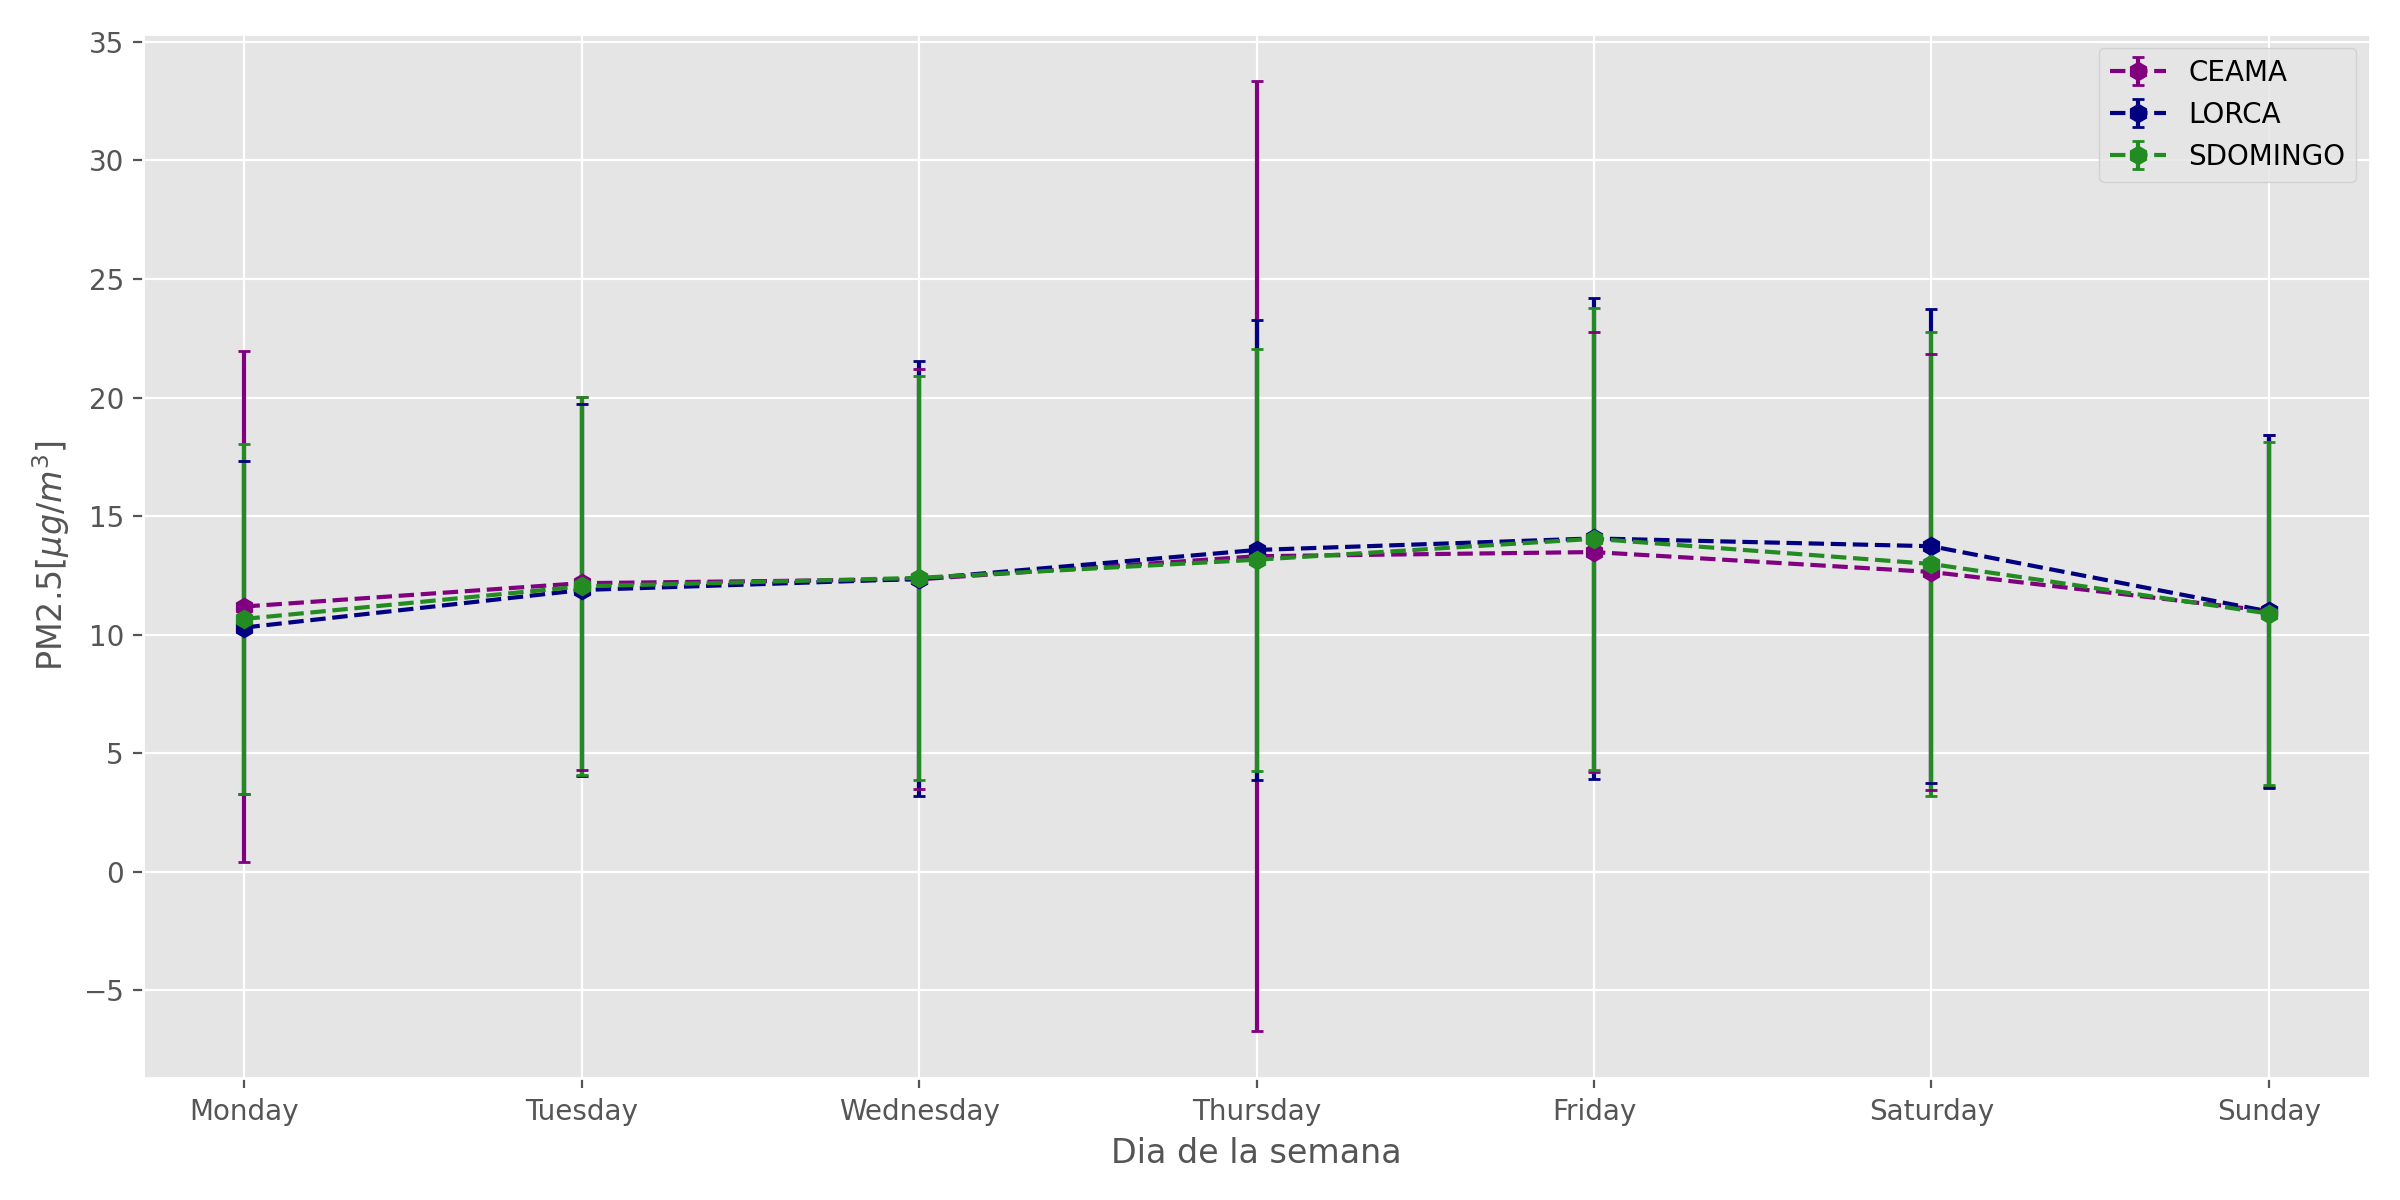 35
30
25
20
15
10
5
0
−5
PM2.5[μg/m³]
CEAMA
LORCA
SDOMINGO
Monday Tuesday Wednesday Thursday Friday Saturday Sunday
Dia de la semana